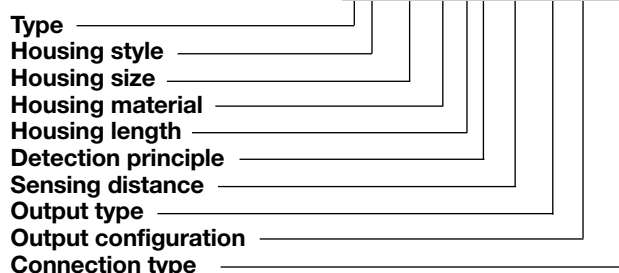 Type
Housing style
Housing size
Housing material
Housing length
Detection principle
Sensing distance
Output type
Output configuration
Connection type